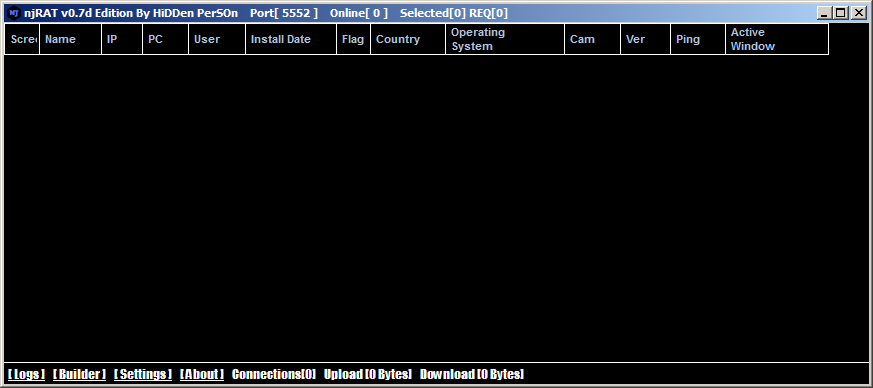 NJ njRAT v0.7d Edition By HiDDen PerSOn Port[ 5552 ] Online[ 0 ] Selected[0] REQ[0]
Scree Name IP PC User Install Date Flag Country Operating System Cam Ver Ping Active Window
[ Logs ] [ Builder ] [ Settings ] [ About ] Connections[0] Upload [0 Bytes] Download [0 Bytes]